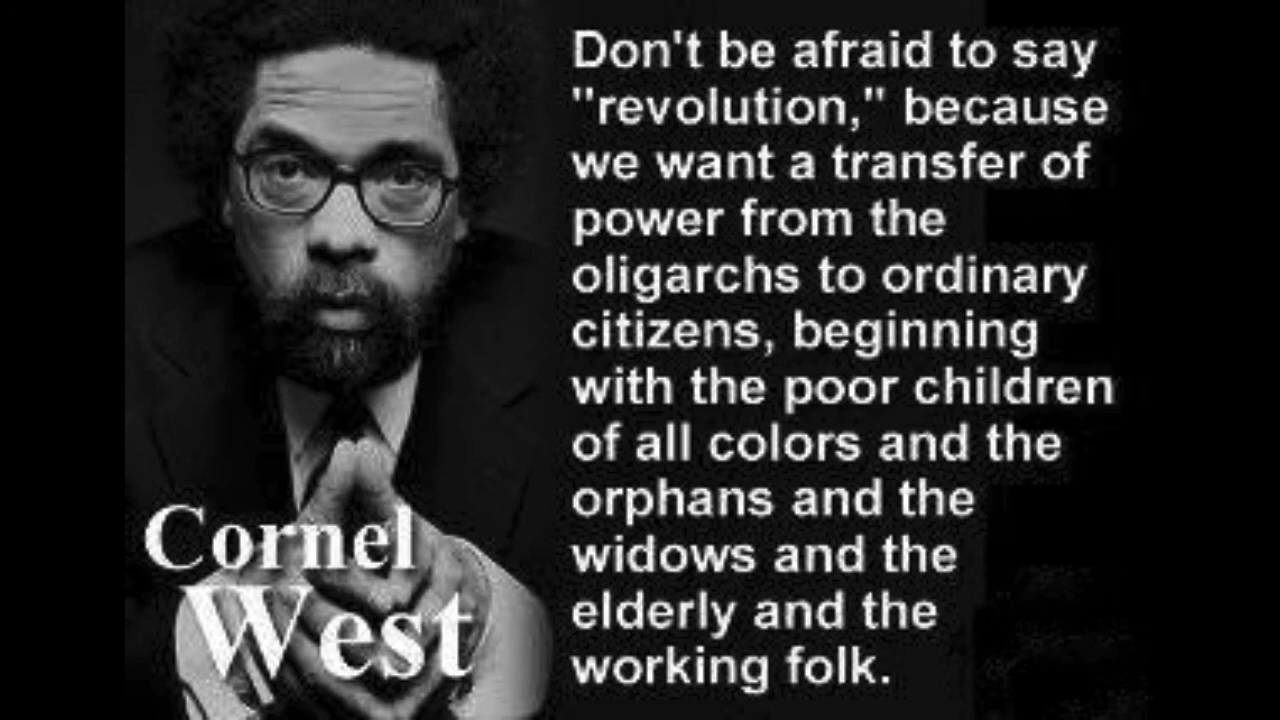 Don't be afraid to say
"revolution," because
we want a transfer of
power from the
oligarchs to ordinary
citizens, beginning
with the poor children
of all colors and the
orphans and the
widows and the
elderly and the
working folk.
Cornel
West